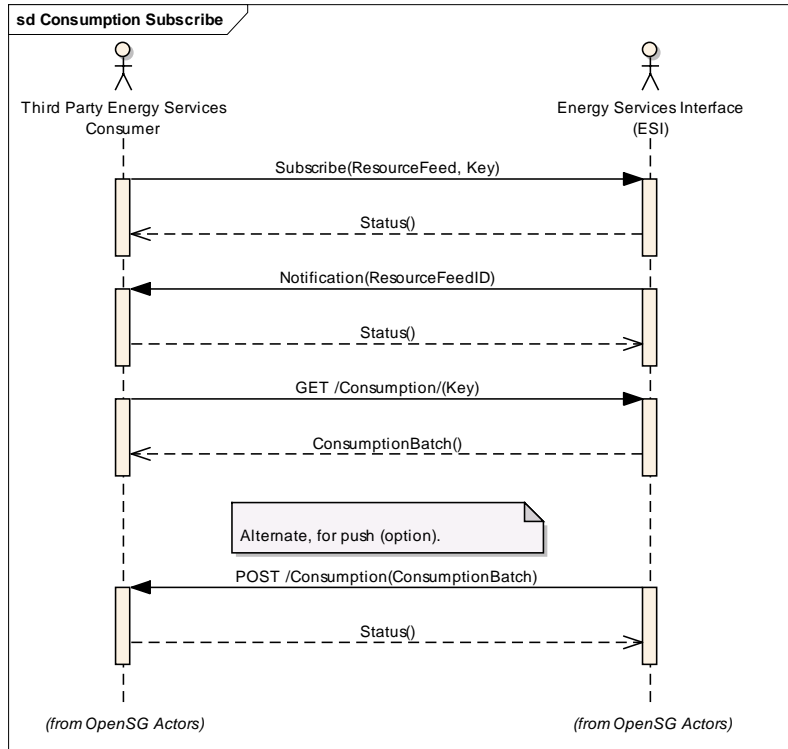 sd Consumption Subscribe
Third Party Energy Services
Consumer
Energy Services Interface
(ESI)
Subscribe(ResourceFeed, Key)
Status()
Notification(ResourceFeedID)
Status()
GET /Consumption/(Key)
ConsumptionBatch()
Alternate, for push (option).
POST /Consumption(ConsumptionBatch)
Status()
(from OpenSG Actors)
(from OpenSG Actors)